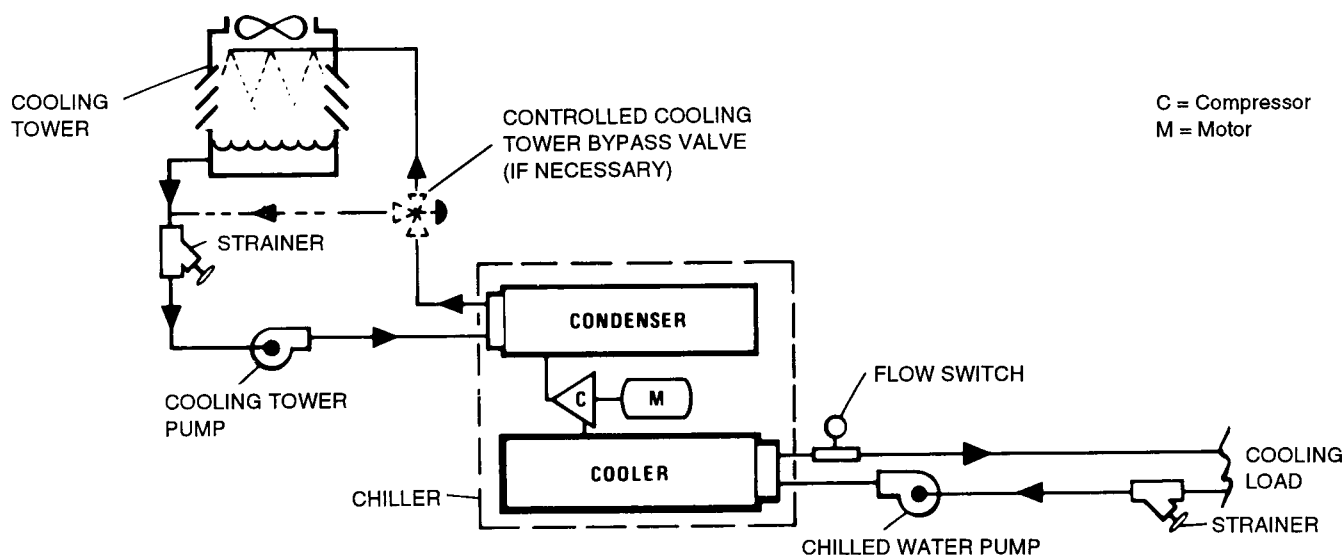 COOLING
TOWER
CONTROLLED COOLING
TOWER BYPASS VALVE
(IF NECESSARY)
C = Compressor
M = Motor
STRAINER
CONDENSER
COOLING TOWER
PUMP
C
M
FLOW SWITCH
COOLER
COOLING
LOAD
CHILLER
CHILLED WATER PUMP
STRAINER